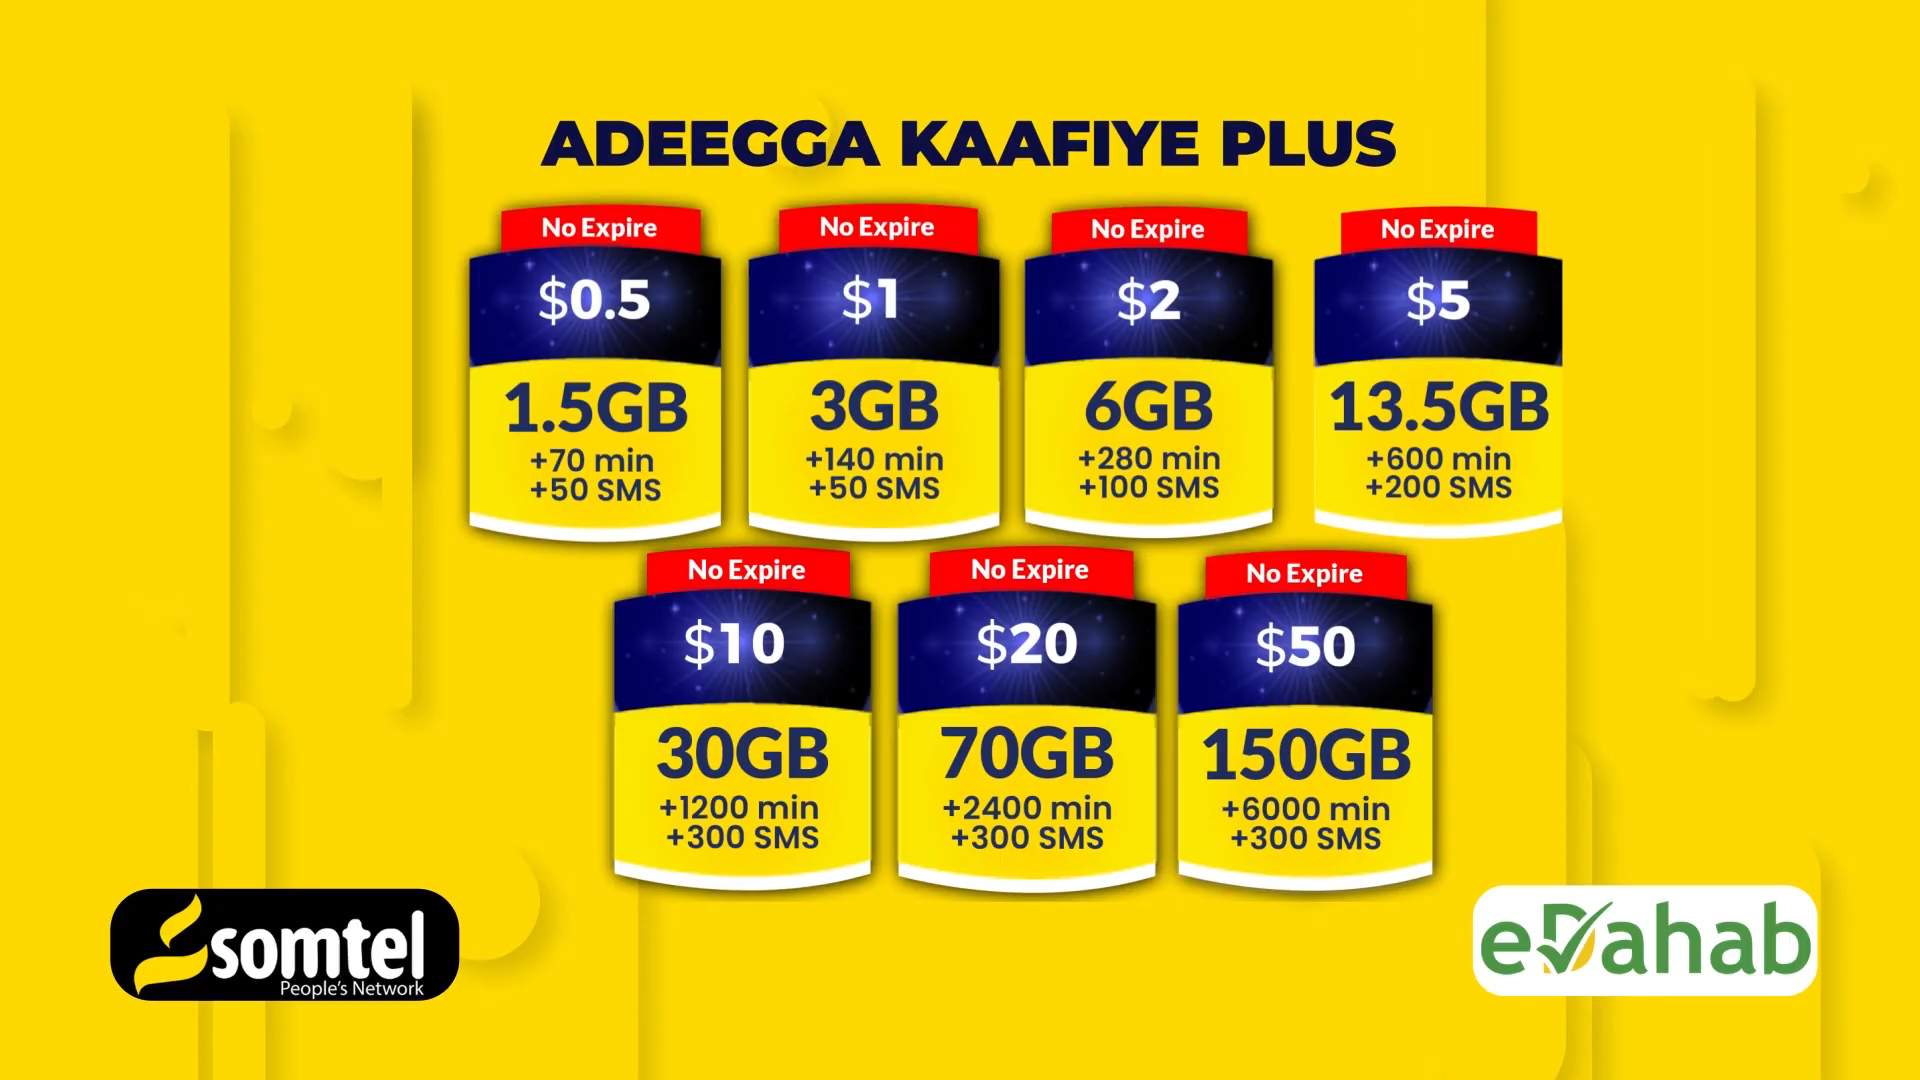 ADEEGGA KAAFIYE PLUS
No Expire
$0.5
1.5GB
+70 min
+50 SMS
No Expire
$1
3GB
+140 min
+50 SMS
No Expire
$2
6GB
+280 min
+100 SMS
No Expire
$5
13.5GB
+600 min
+200 SMS
No Expire
$10
30GB
+1200 min
+300 SMS
No Expire
$20
70GB
+2400 min
+300 SMS
No Expire
$50
150GB
+6000 min
+300 SMS
somtel
People's Network
eDahab